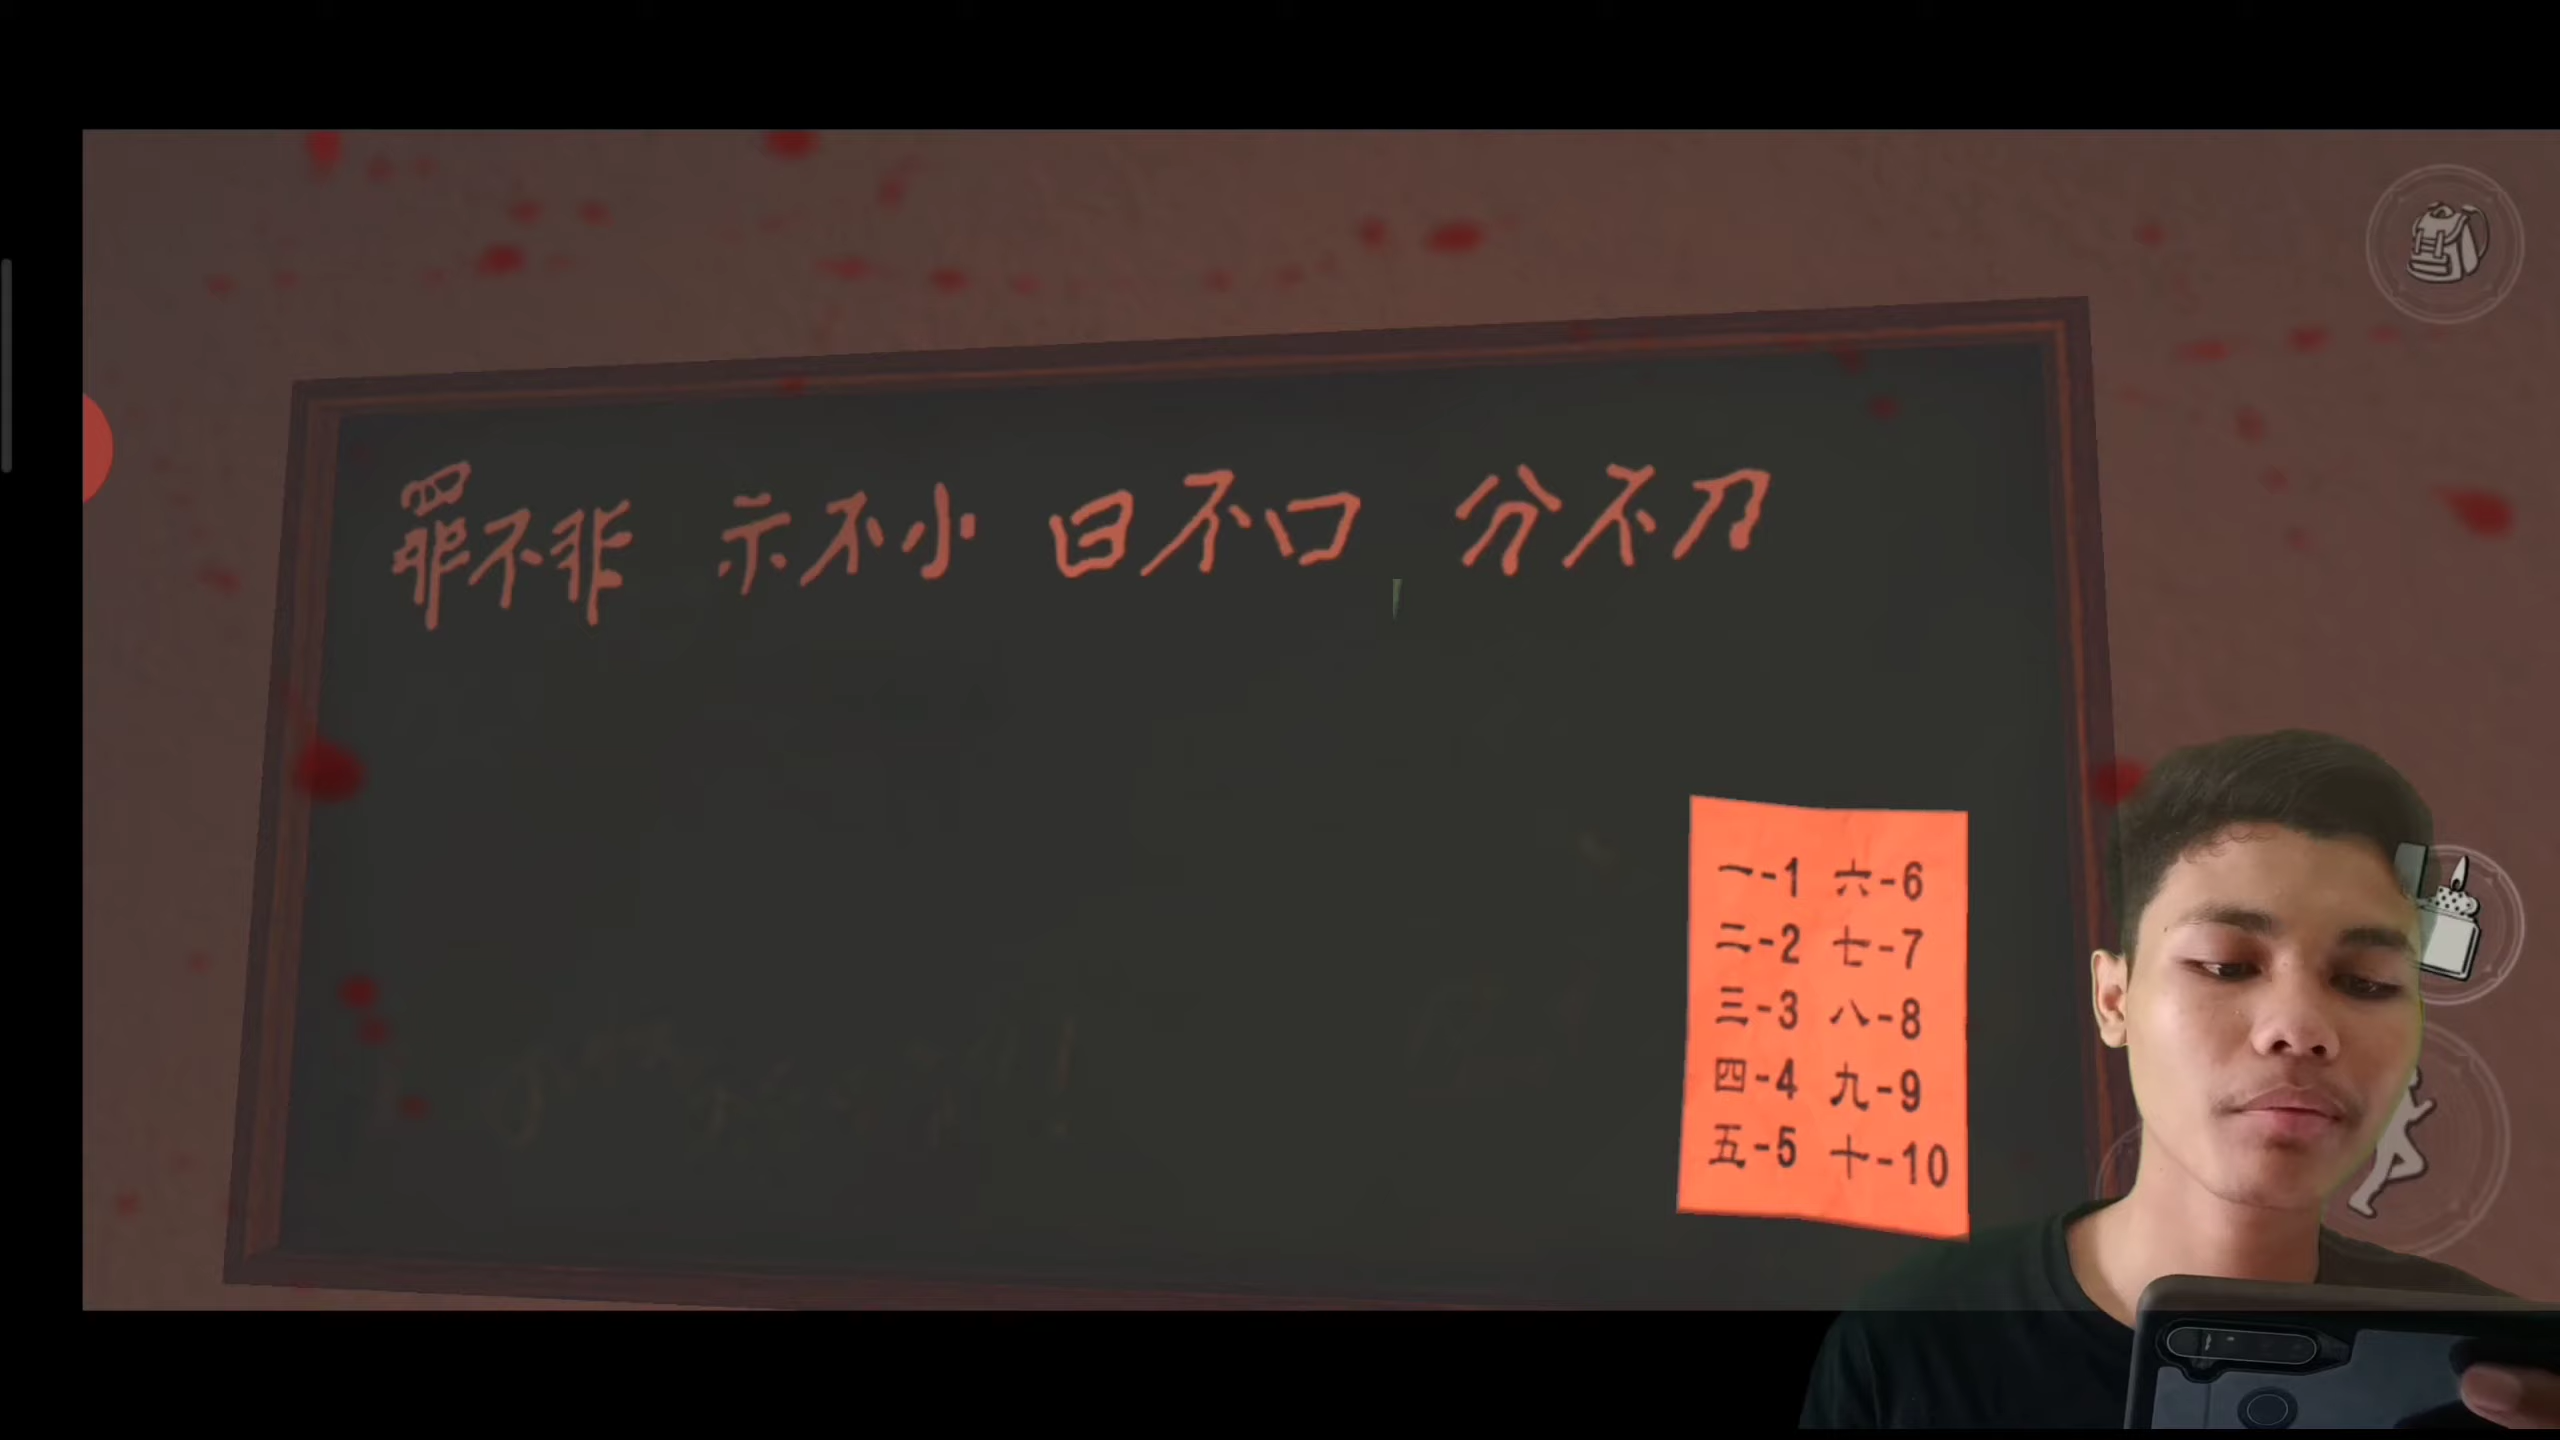 罪不非 示不小 日不口 分不刀
一-1 六-6
二-2 七-7
三-3 八-8
四-4 九-9
五-5 十-10